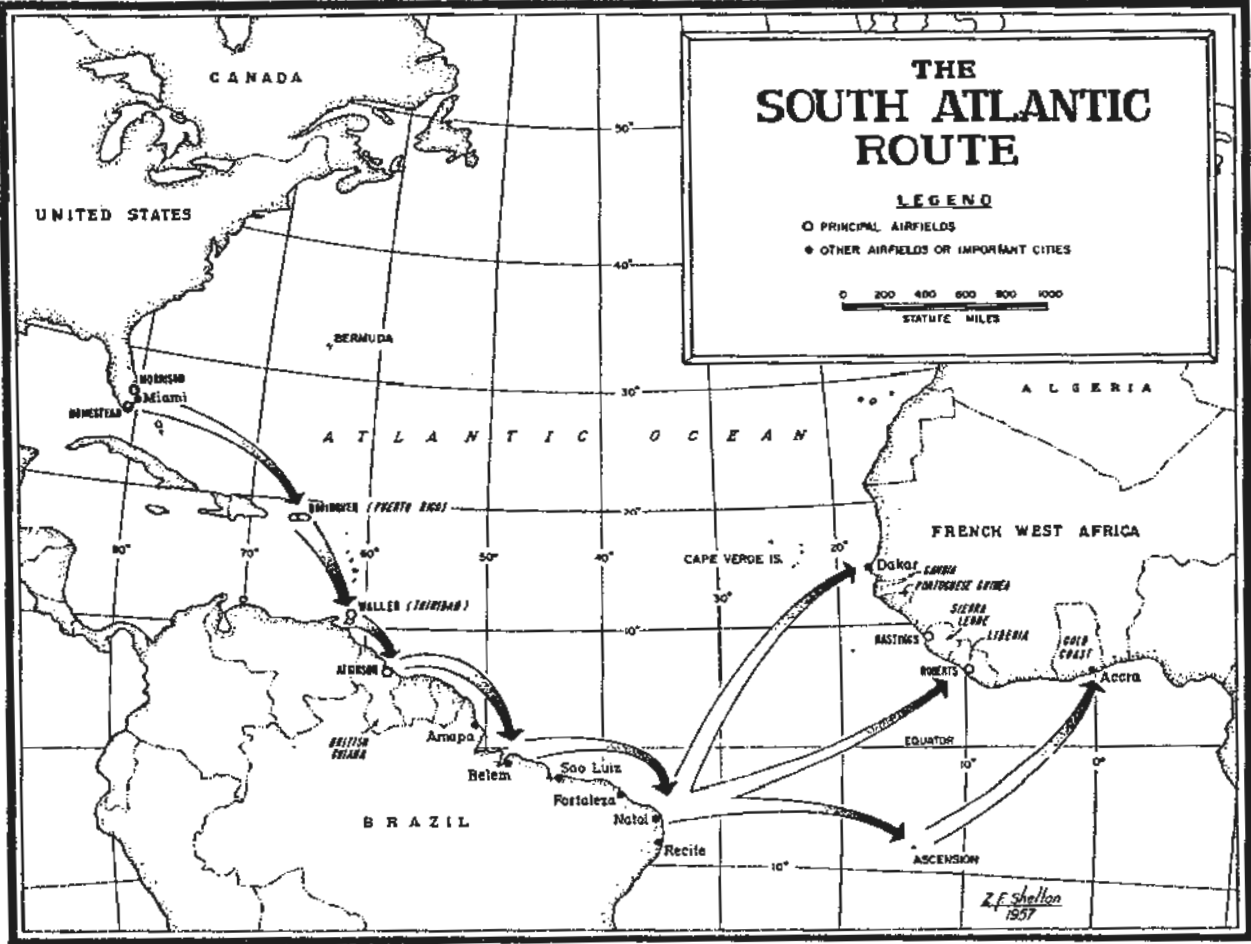 THE
SOUTH ATLANTIC
ROUTE
LEGEND
PRINCIPAL AIRFIELDS
OTHER AIRFIELDS OR IMPORTANT CITIES
0 200 400 600 800 1000
STATUTE MILES
CANADA
50°
UNITED STATES
40°
BERMUDA
30°
ALGERIA
MORRISON
Miami
HOMESTEAD
ATLANTIC OCEAN
(PUERTO RICO)
20°
FRENCH WEST AFRICA
80°
70°
60°
50°
40°
CAPE VERGE IS.
20°
Dakar
GAMBIA
PORTUGUESE GUINEA
30°
WALLER (TRINIDAD)
10°
SIERRA
LEONE
HASTINGS
LIBERIA
GOLD
COAST
ATKINSON
ROBERTS
Accra
Amapa
BRITISH
GUIANA
EQUATOR
Belem
Sao Luiz
10°
0°
Fortaleza
Natal
BRAZIL
Recife
10°
ASCENSION
Z.F. Shelton
1957